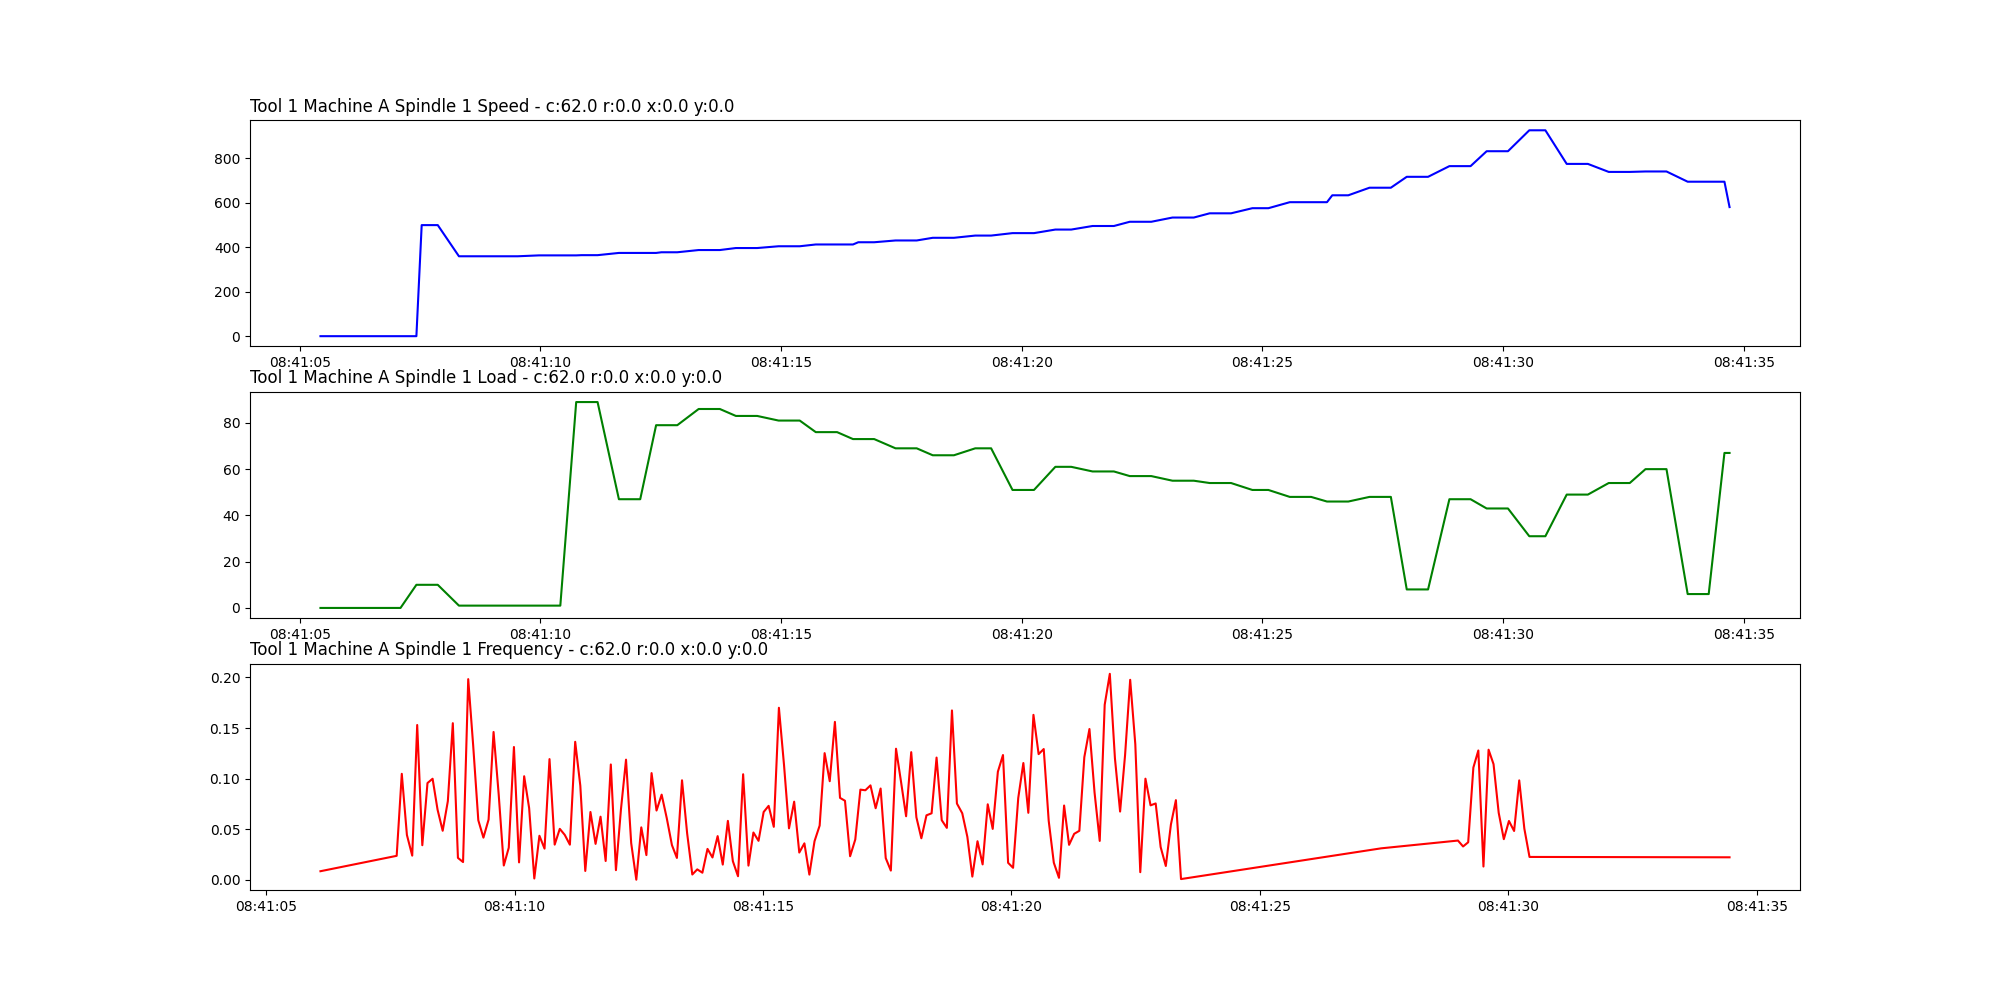 Tool 1 Machine A Spindle 1 Speed - c:62.0 r:0.0 x:0.0 y:0.0
800
600
400
200
0
08:41:05 08:41:10 08:41:15 08:41:20 08:41:25 08:41:30 08:41:35
Tool 1 Machine A Spindle 1 Load - c:62.0 r:0.0 x:0.0 y:0.0
80
60
40
20
0
08:41:05 08:41:10 08:41:15 08:41:20 08:41:25 08:41:30 08:41:35
Tool 1 Machine A Spindle 1 Frequency - c:62.0 r:0.0 x:0.0 y:0.0
0.20
0.15
0.10
0.05
0.00
08:41:05 08:41:10 08:41:15 08:41:20 08:41:25 08:41:30 08:41:35